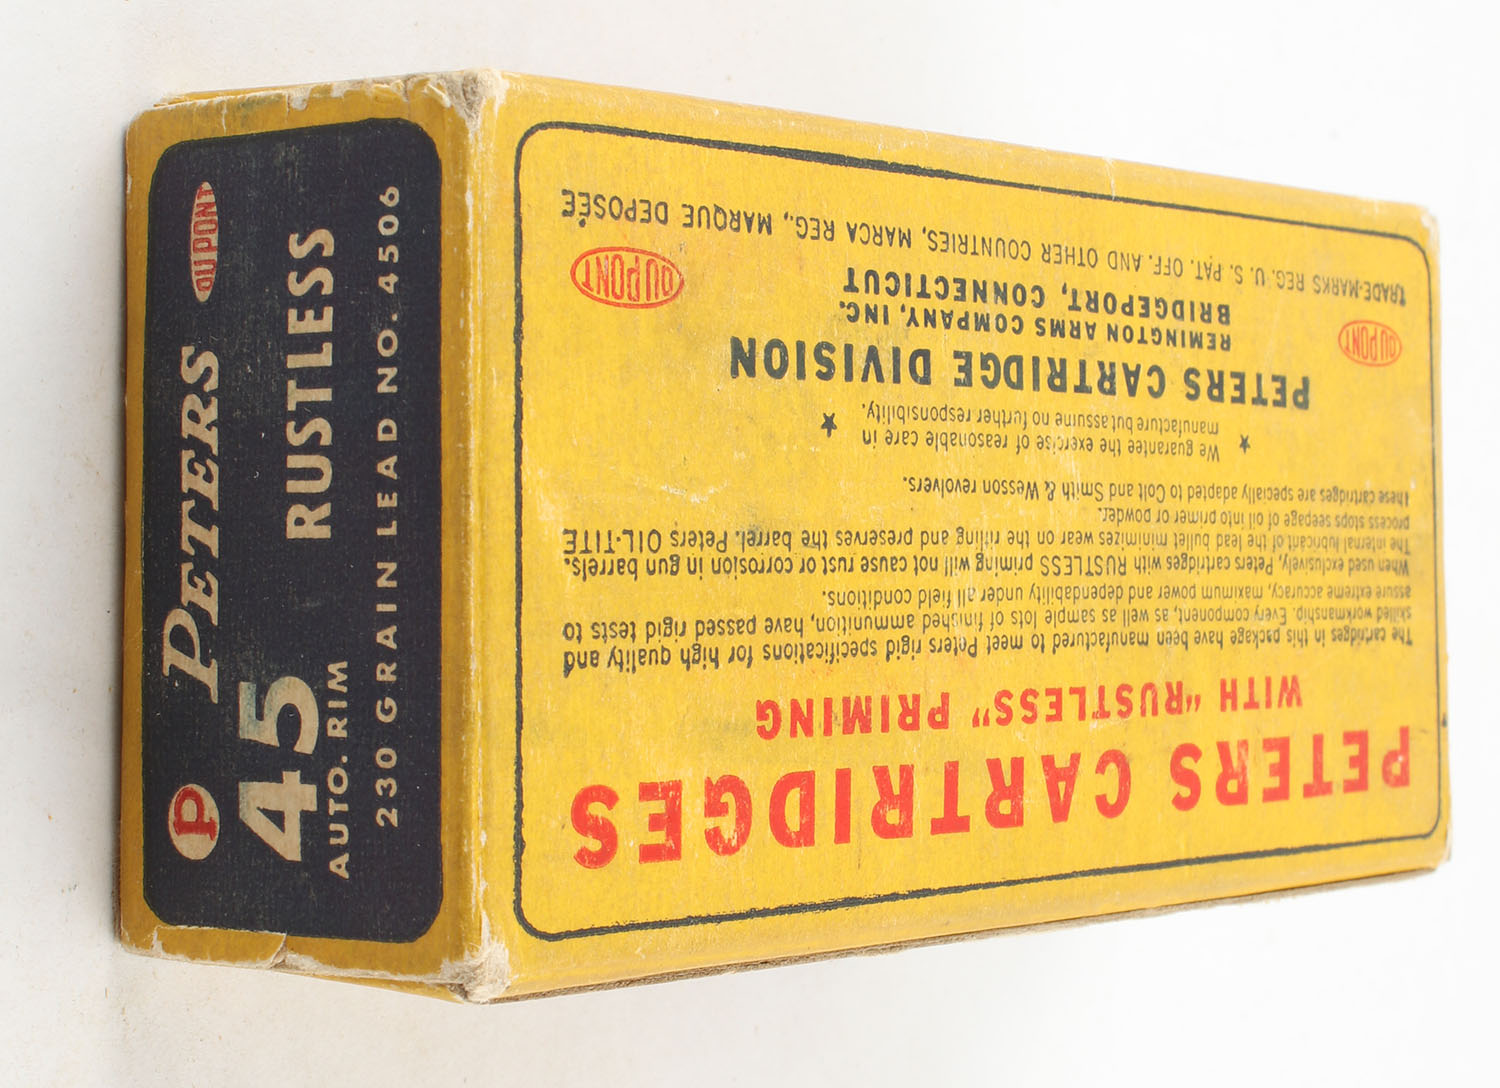 P PETERS DUPONT
45 RUSTLESS
AUTO. RIM
230 GRAIN LEAD NO. 4506
PETERS CARTRIDGES
WITH "RUSTLESS" PRIMING
The cartridges in this package have been manufactured to meet Peters rigid specifications for high quality and
skilled workmanship. Every component, as well as sample lots of finished ammunition, have passed rigid tests to
assure extreme accuracy, maximum power and dependability under all field conditions.
When used exclusively, Peters cartridges with RUSTLESS priming will not cause rust or corrosion in gun barrels.
The internal lubricant of the lead bullet minimizes wear on the rifling and preserves the barrel. Peters OIL-TITE
process stops seepage of oil into primer or powder.
These cartridges are specially adapted to Colt and Smith & Wesson revolvers.
★ We guarantee the exercise of reasonable care in ★
manufacture but assume no further responsibility.
PETERS CARTRIDGE DIVISION
DU PONT REMINGTON ARMS COMPANY, INC. DU PONT
BRIDGEPORT, CONNECTICUT
TRADE-MARKS REG. U. S. PAT. OFF. AND OTHER COUNTRIES, MARCA REG., MARQUE DEPOSÉE